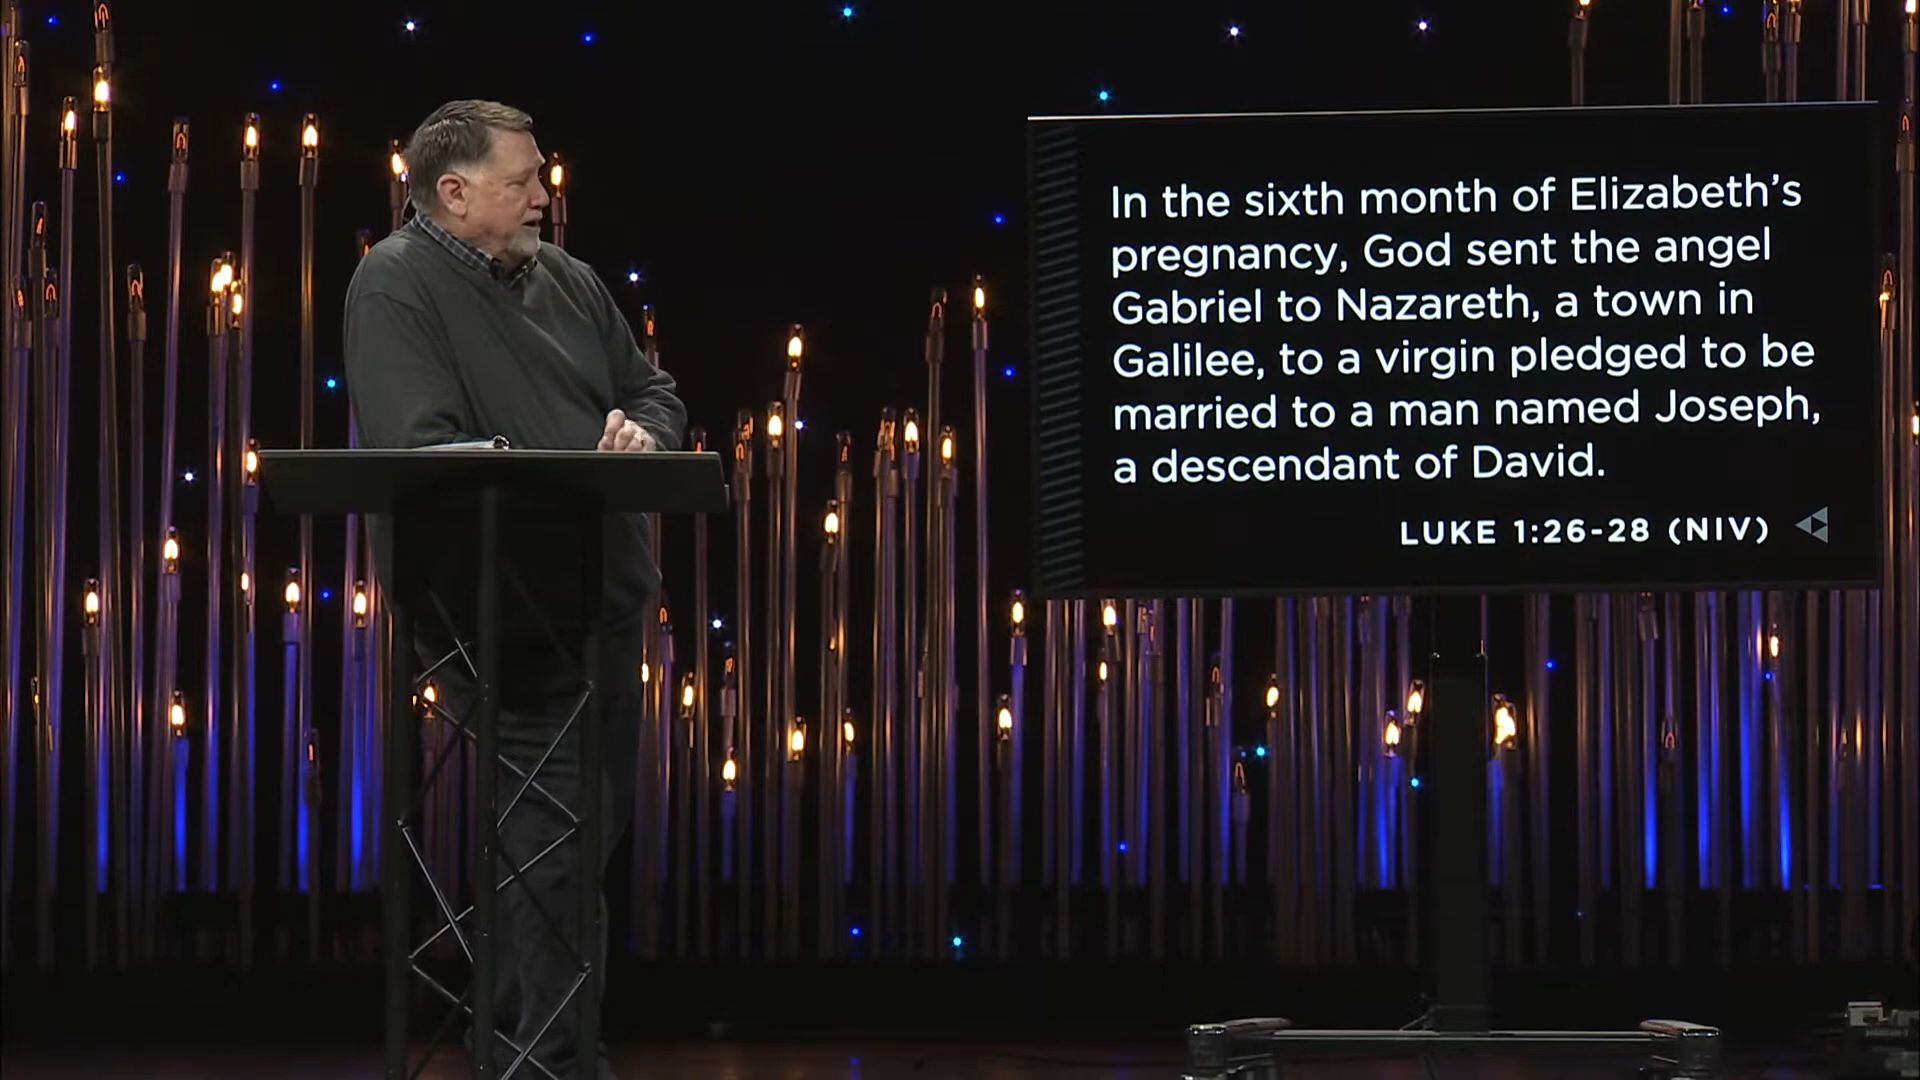 In the sixth month of Elizabeth's
pregnancy, God sent the angel
Gabriel to Nazareth, a town in
Galilee, to a virgin pledged to be
married to a man named Joseph,
a descendant of David.
LUKE 1:26-28 (NIV)